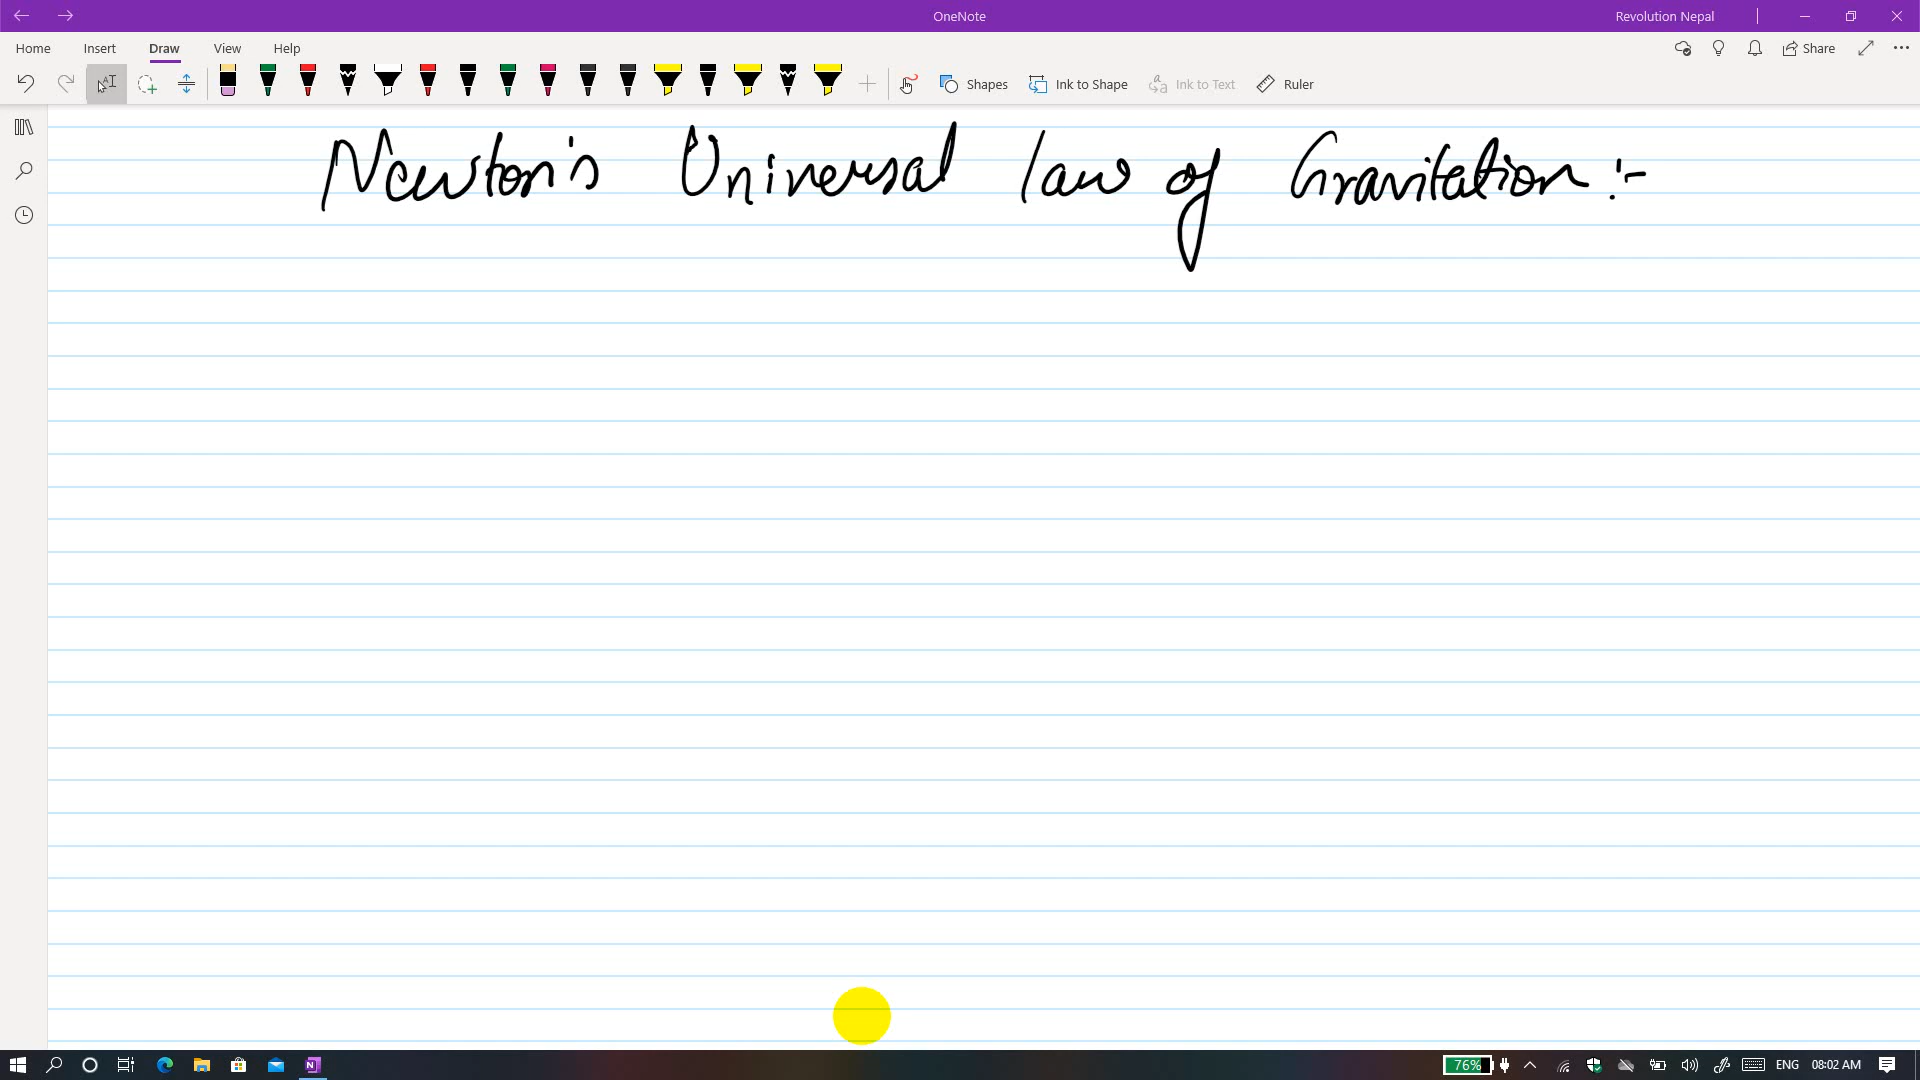 OneNote
Revolution Nepal
Home Insert Draw View Help
Share
Shapes Ink to Shape Ink to Text Ruler
Newton's Universal law of Gravitation :-
76% ENG 08:02 AM